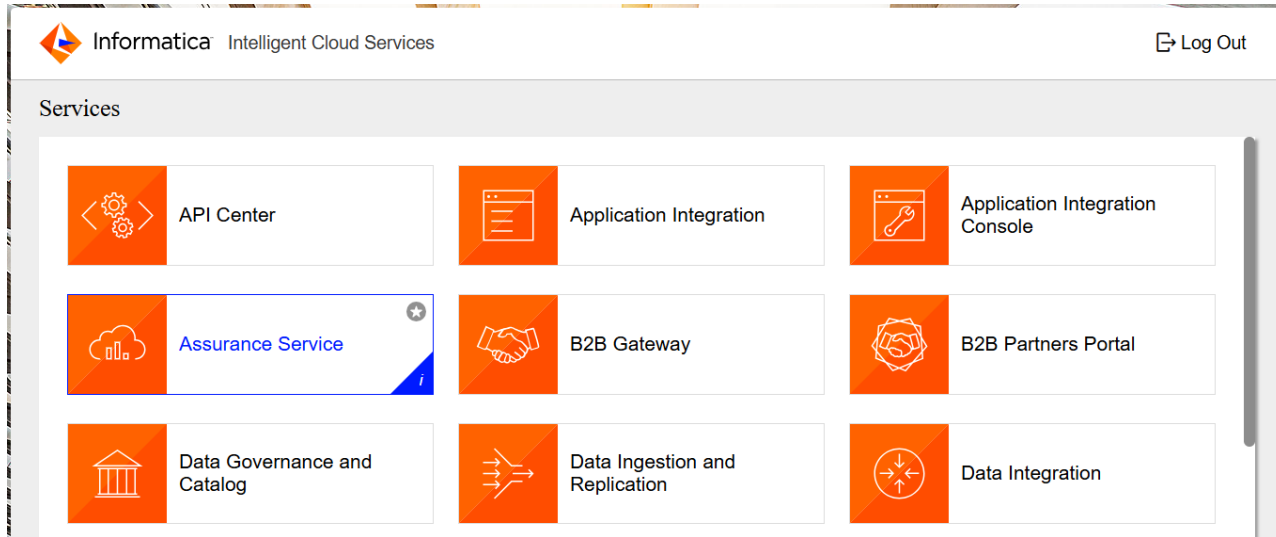 Informatica Intelligent Cloud Services
Log Out
Services
API Center
Application Integration
Application Integration
Console
Assurance Service
i
B2B Gateway
B2B Partners Portal
Data Governance and
Catalog
Data Ingestion and
Replication
Data Integration